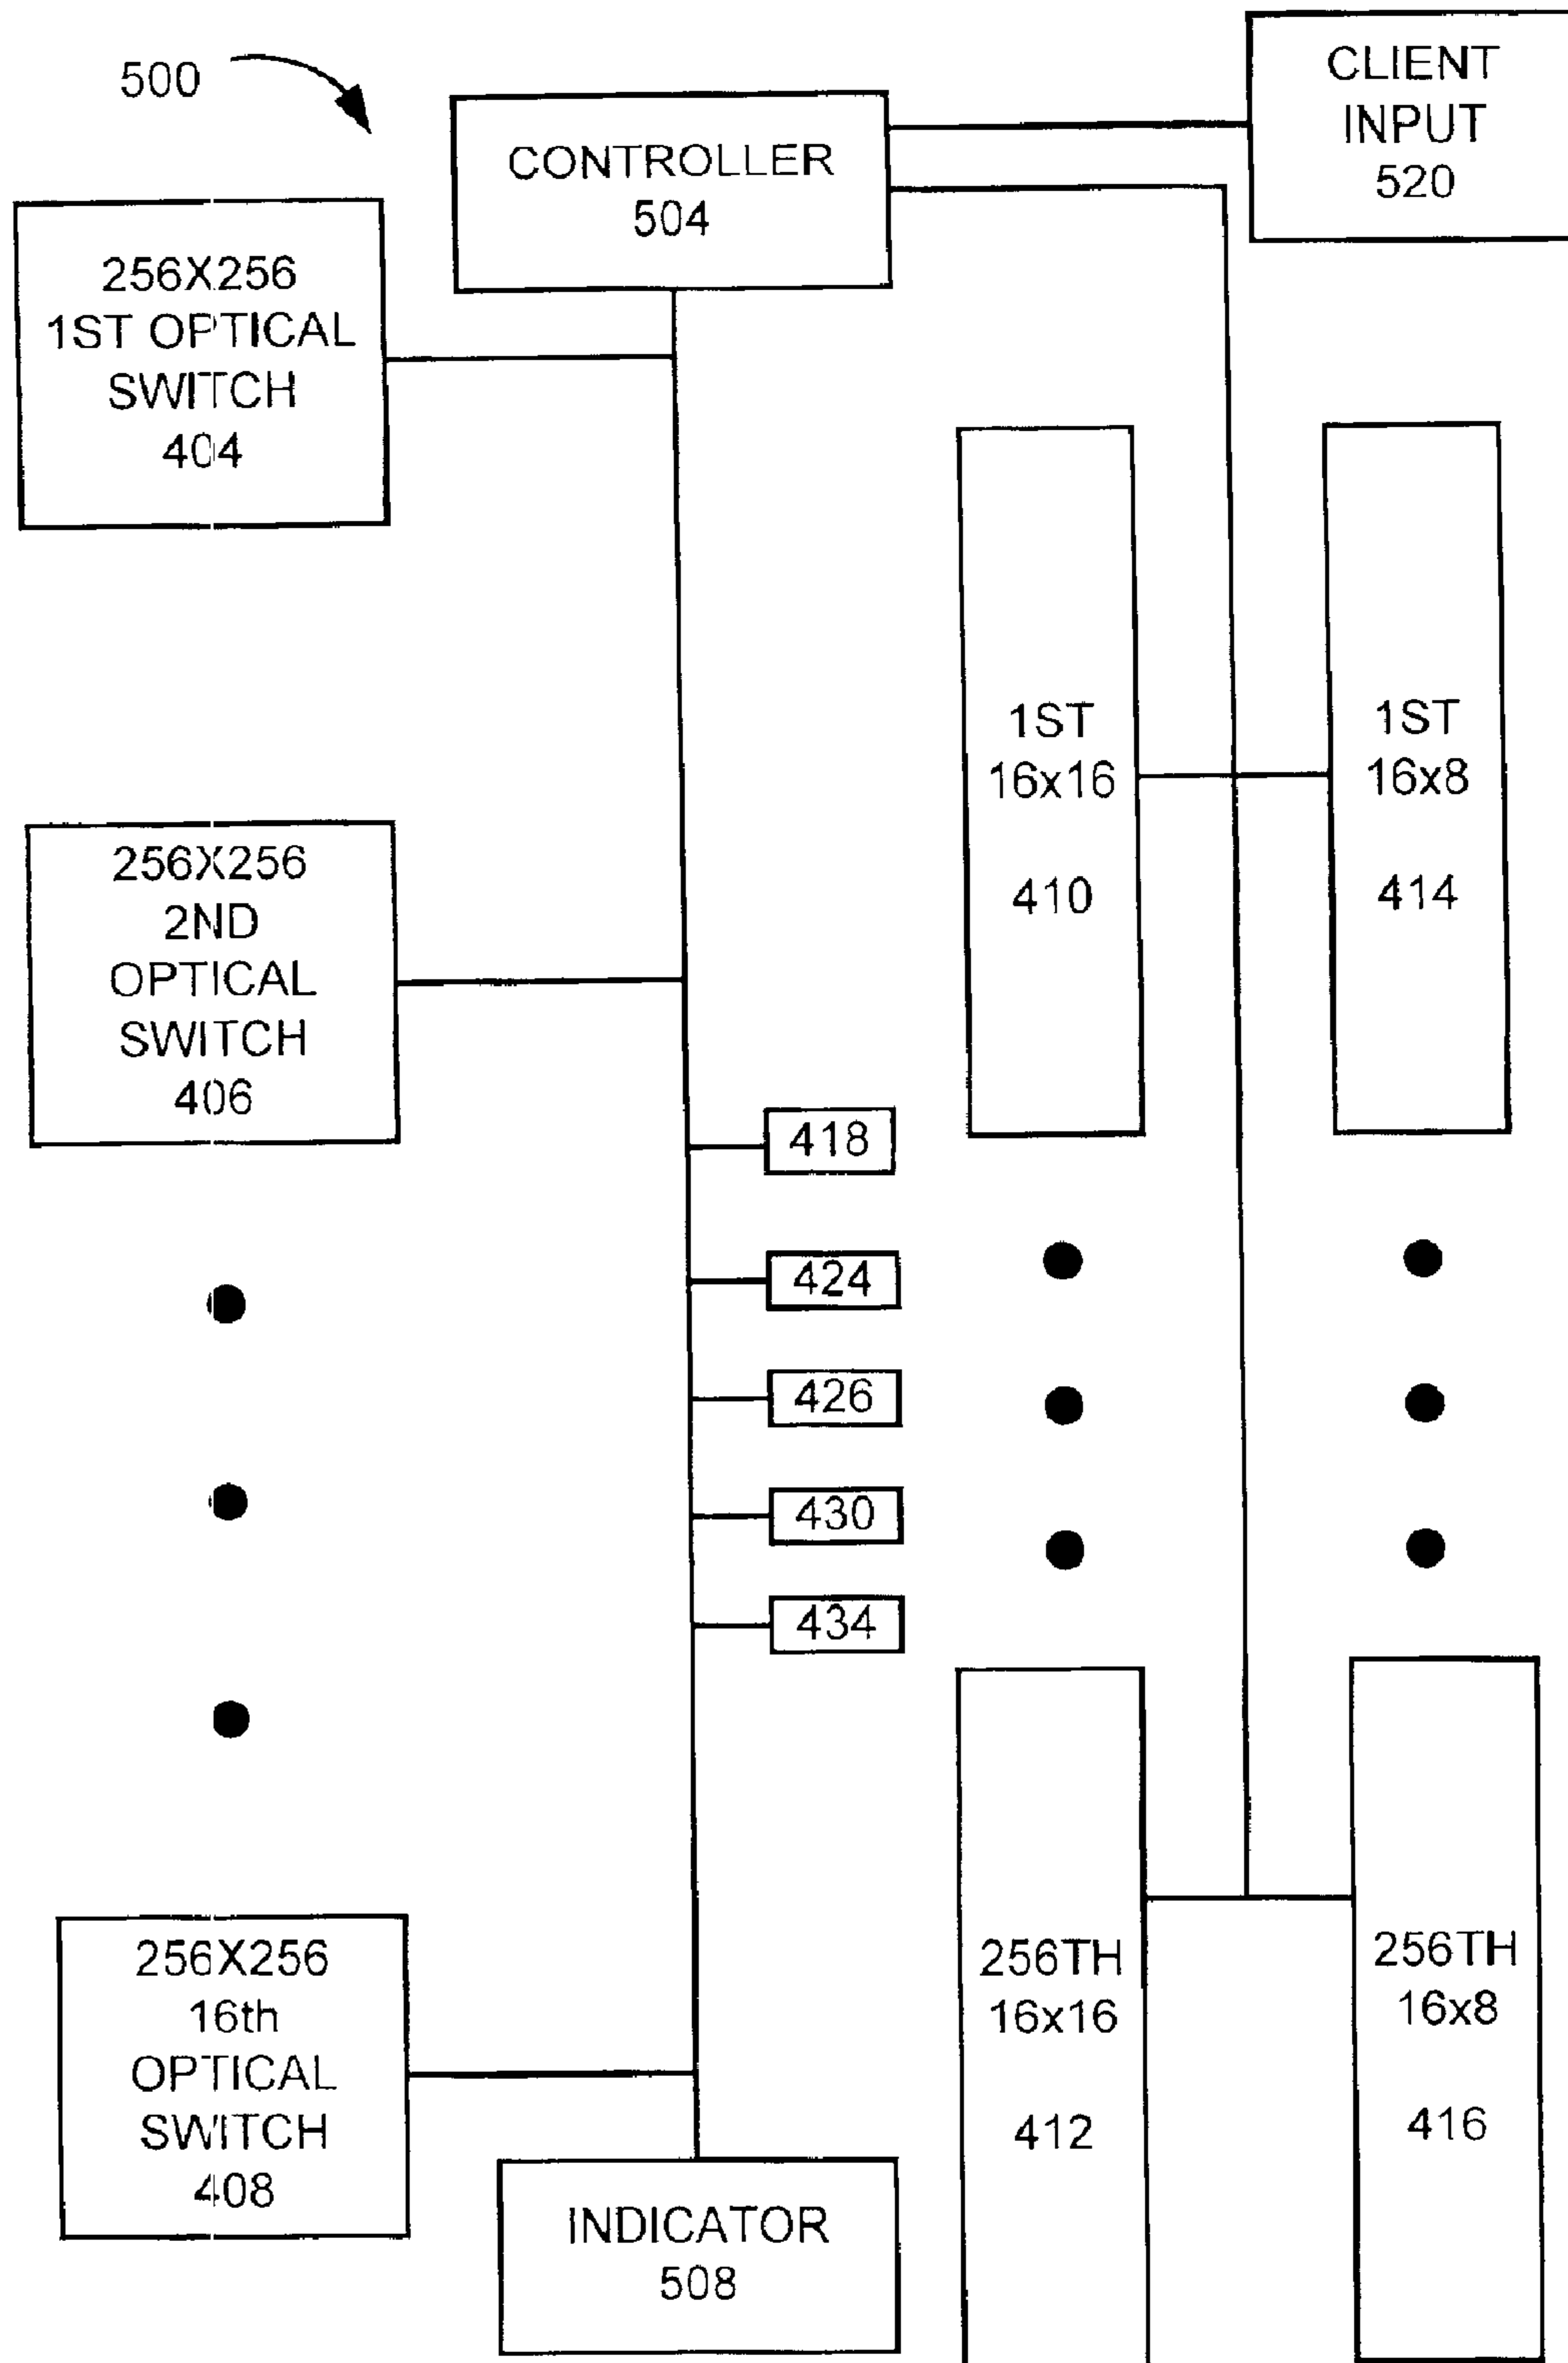 500
CONTROLLER
504
CLIENT
INPUT
520
256X256
1ST OPTICAL
SWITCH
404
1ST
16x16
410
1ST
16x8
414
256X256
2ND
OPTICAL
SWITCH
406
418
424
426
430
434
256X256
16th
OPTICAL
SWITCH
408
256TH
16x16
412
256TH
16x8
416
INDICATOR
508